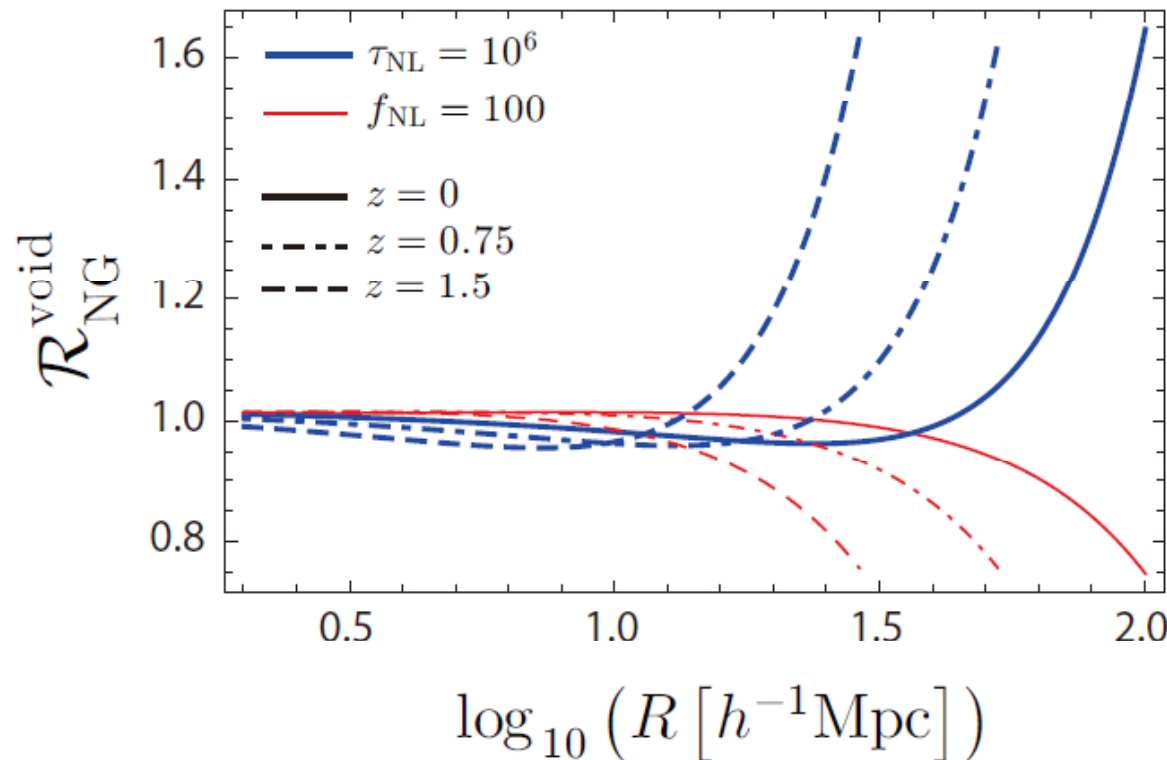 τ_NL = 10^6
f_NL = 100
z = 0
z = 0.75
z = 1.5
1.6
1.4
1.2
1.0
0.8
ℛ_NG^void
0.5 1.0 1.5 2.0
log_10 (R [h^−1 Mpc])